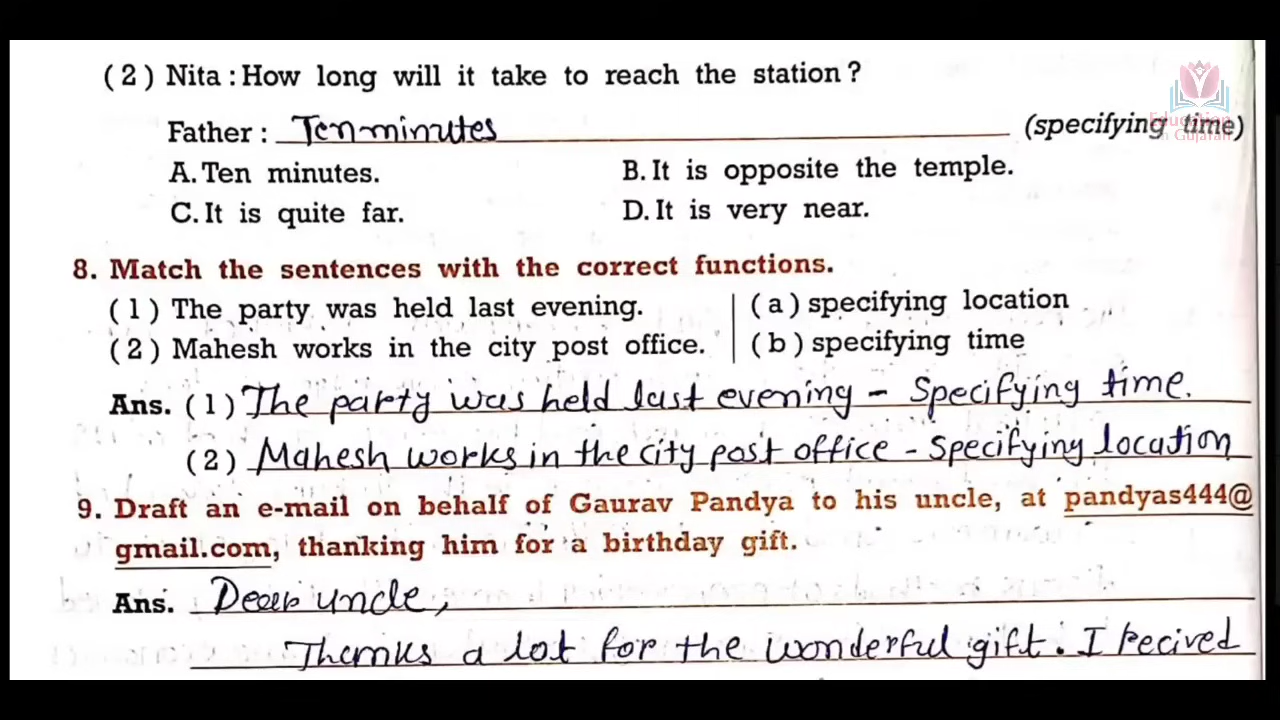 (2) Nita : How long will it take to reach the station?
Father : Ten minutes (specifying time)
A. Ten minutes. B. It is opposite the temple.
C. It is quite far. D. It is very near.
8. Match the sentences with the correct functions.
(1) The party was held last evening. (a) specifying location
(2) Mahesh works in the city post office. (b) specifying time
Ans. (1) The party was held last evening - Specifying time.
(2) Mahesh works in the city post office - Specifying location
9. Draft an e-mail on behalf of Gaurav Pandya to his uncle, at pandyas444@
gmail.com, thanking him for a birthday gift.
Ans. Dear uncle,
Thanks a lot for the wonderful gift. I recived
Education
in Gujarati